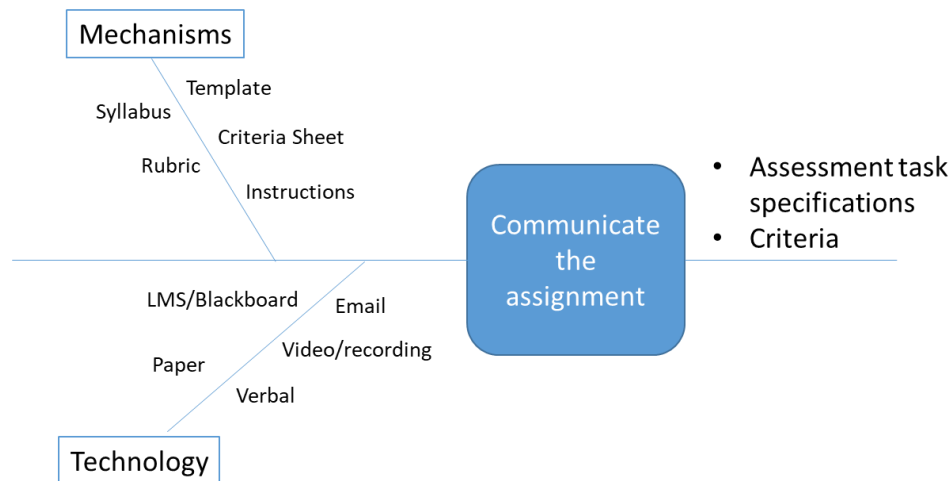 Mechanisms
Template
Syllabus
Criteria Sheet
Rubric
Instructions
• Assessment task
specifications
• Criteria
Communicate
the
assignment
LMS/Blackboard
Email
Video/recording
Paper
Verbal
Technology